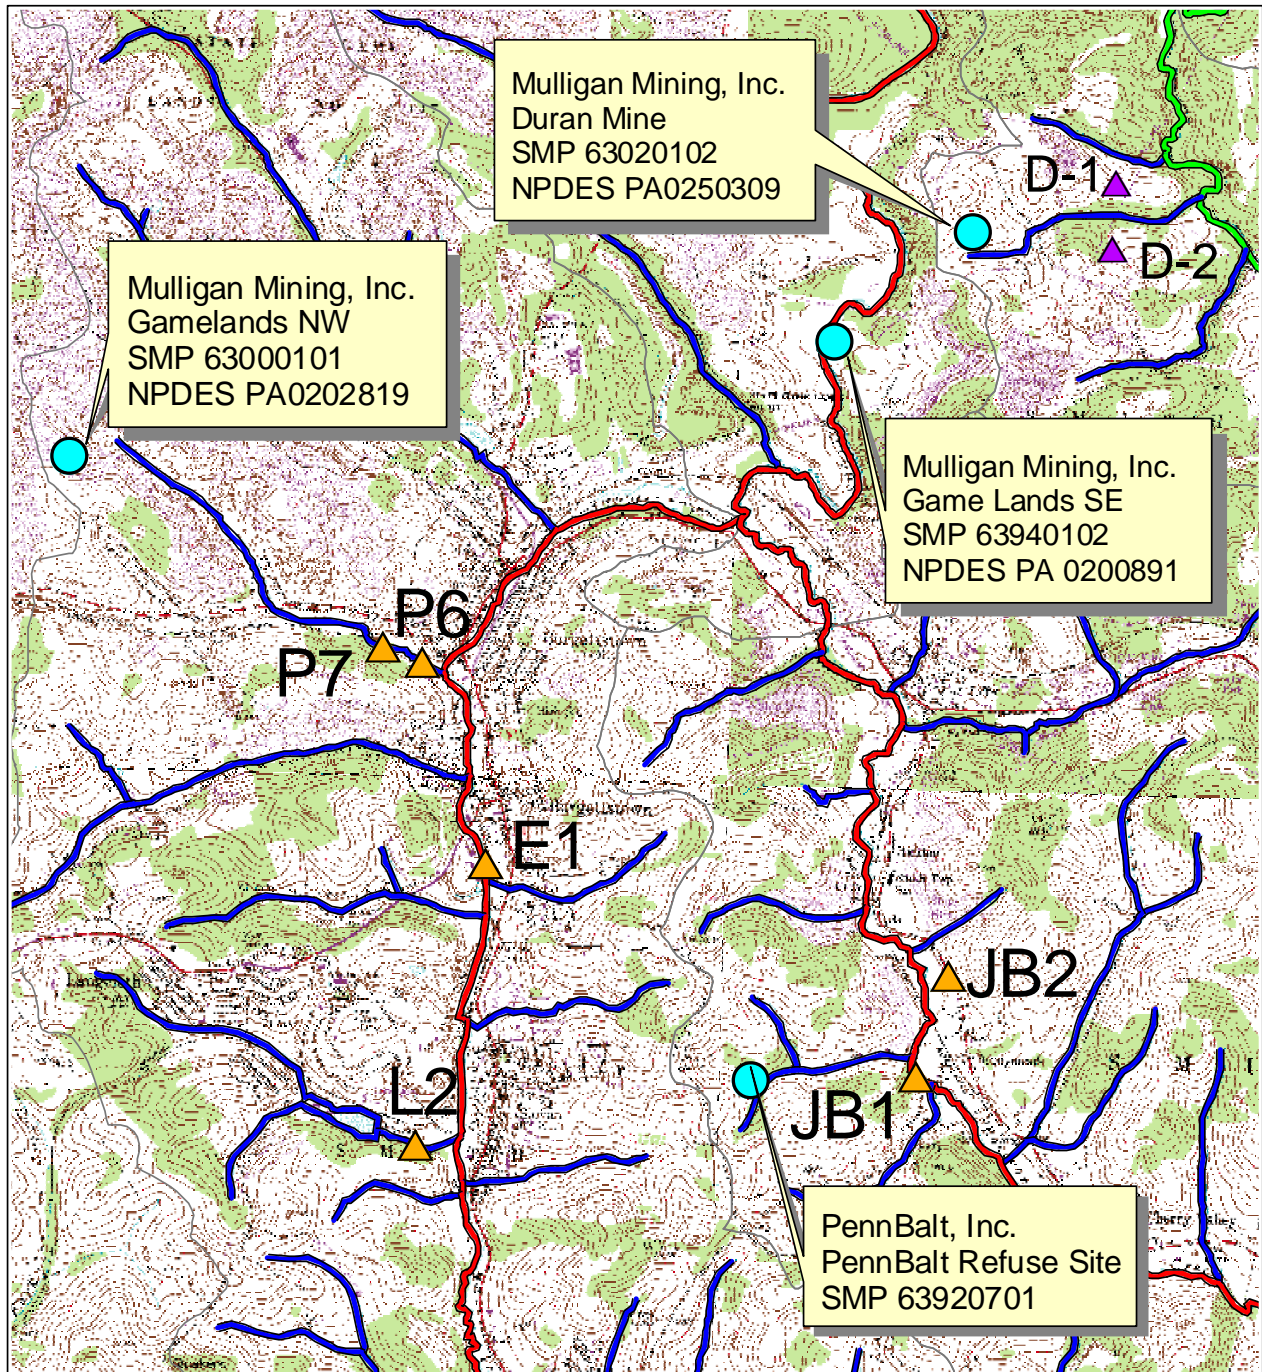 Mulligan Mining, Inc.
Duran Mine
SMP 63020102
NPDES PA0250309
D-1
D-2
Mulligan Mining, Inc.
Gamelands NW
SMP 63000101
NPDES PA0202819
Mulligan Mining, Inc.
Game Lands SE
SMP 63940102
NPDES PA 0200891
P6
P7
E1
JB2
L2
JB1
PennBalt, Inc.
PennBalt Refuse Site
SMP 63920701